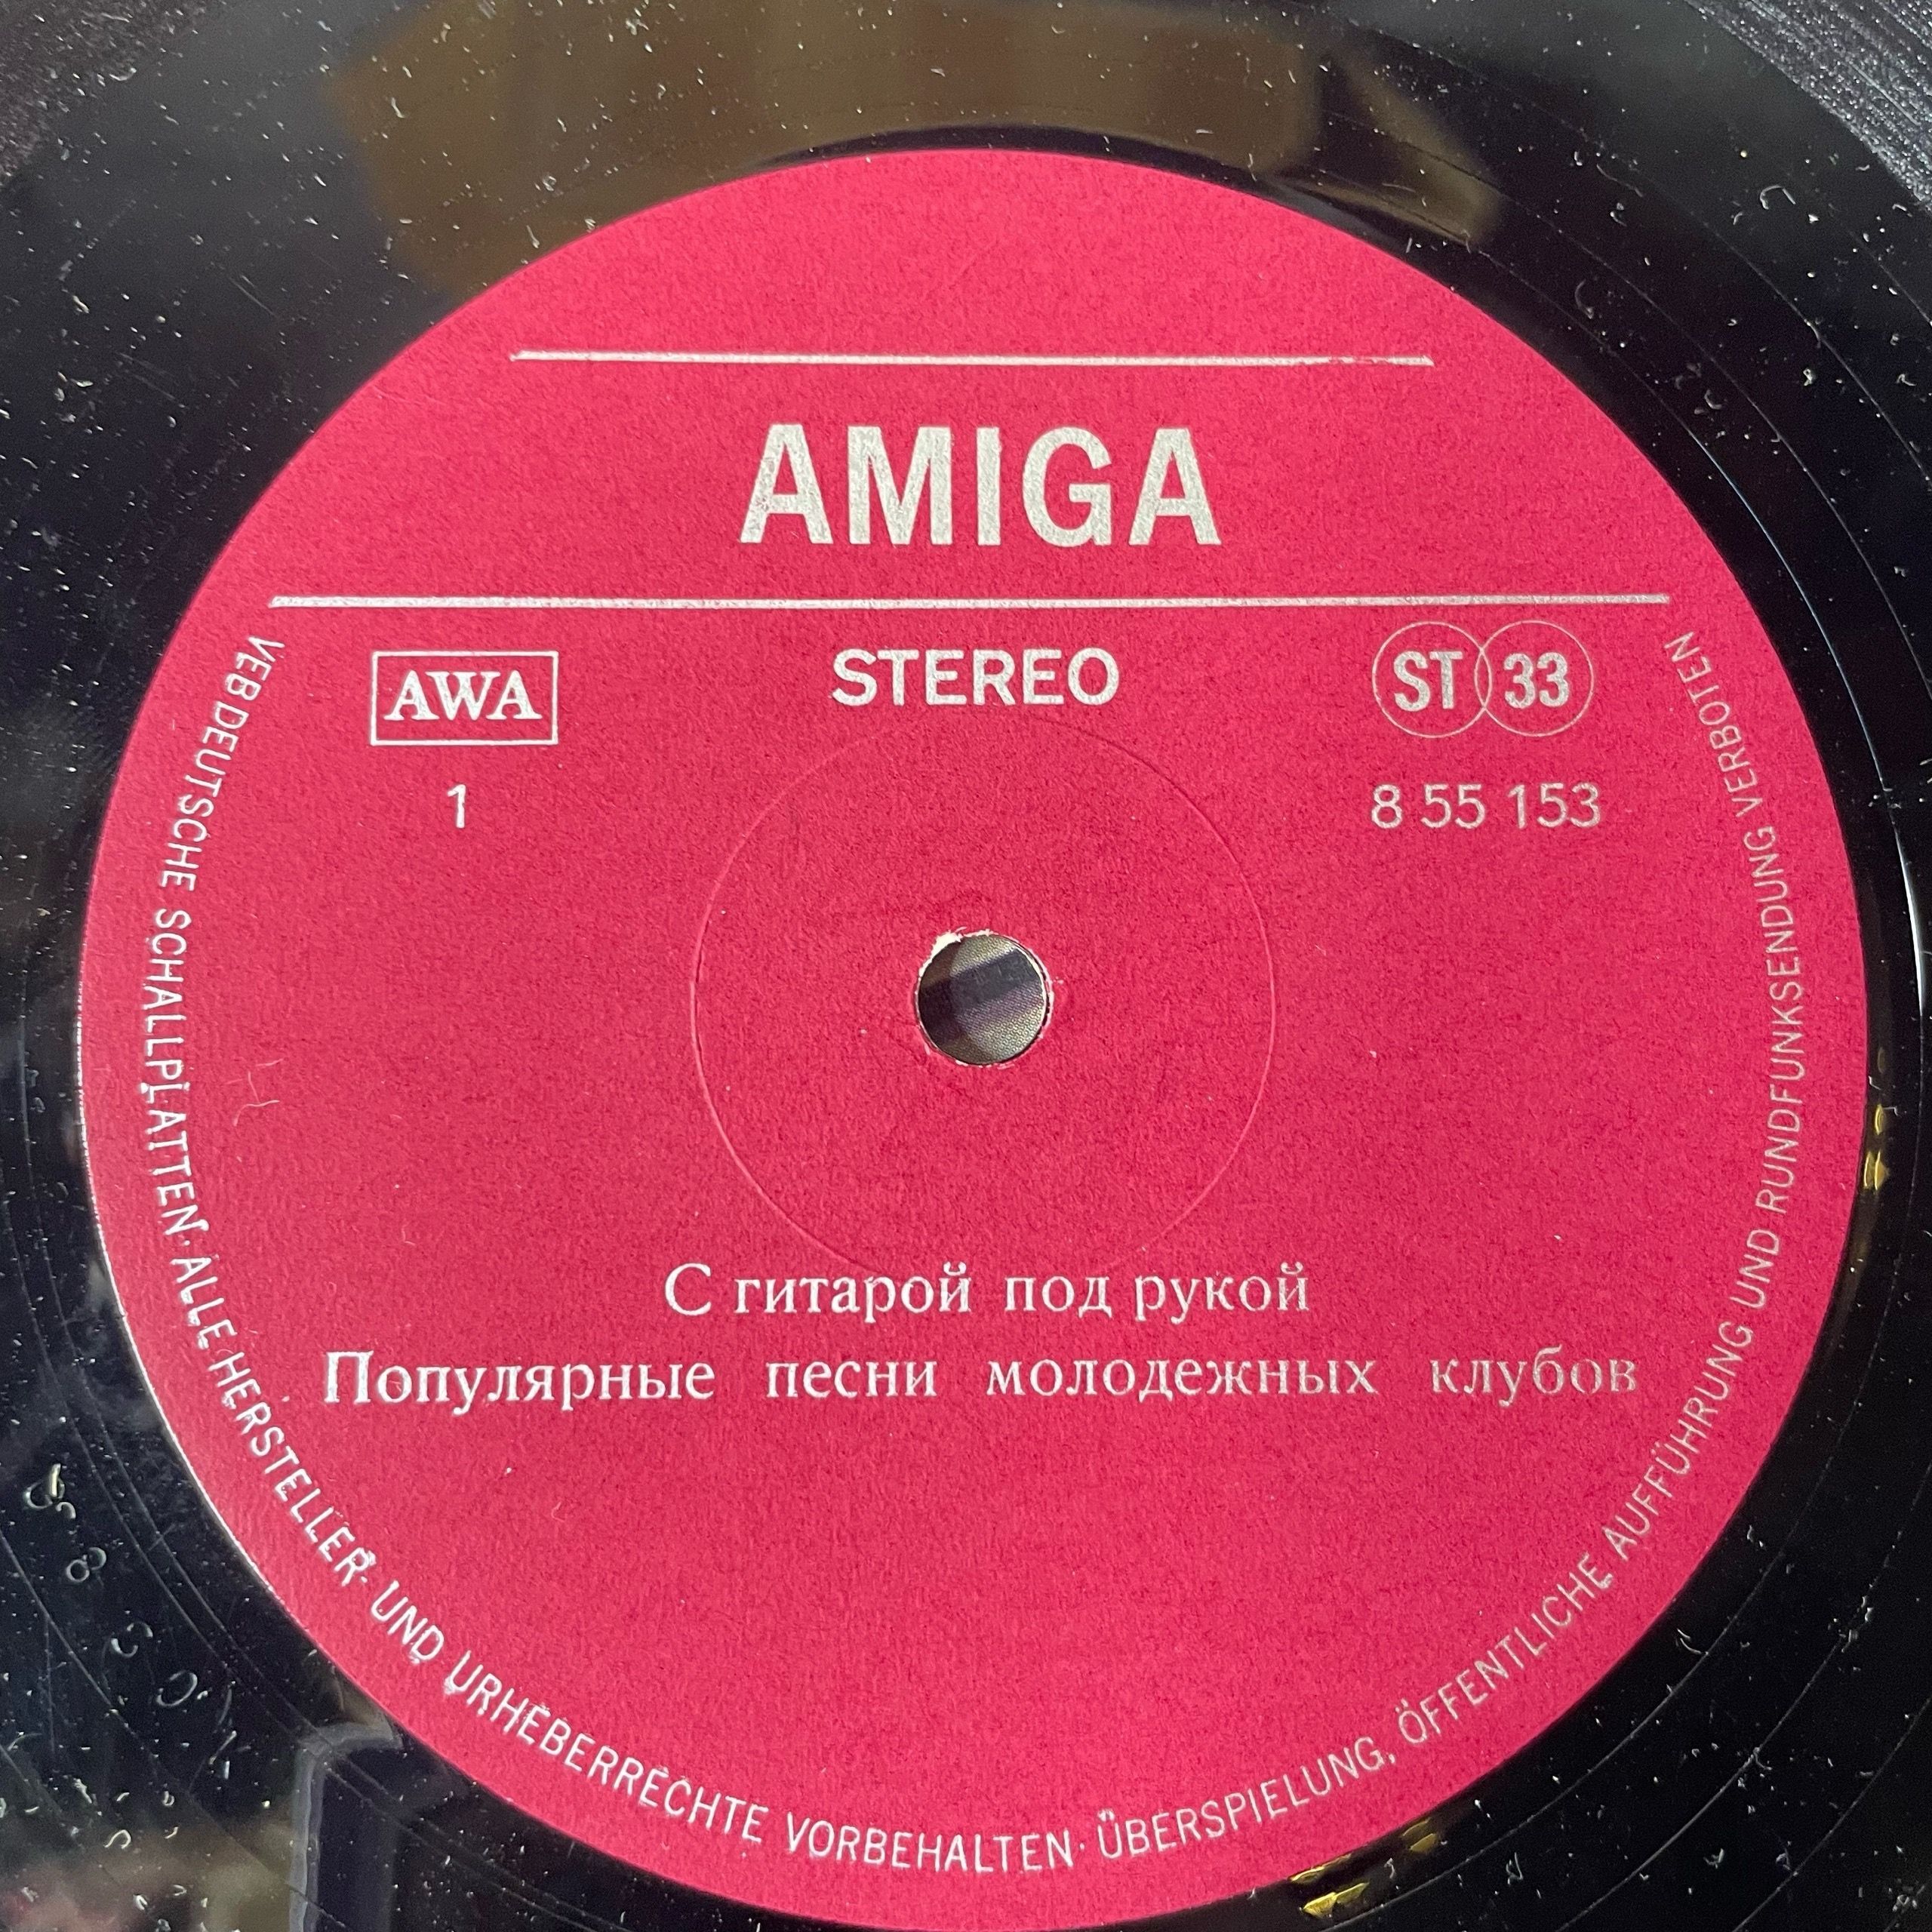 AMIGA
AWA
STEREO
ST 33
1
8 55 153
С гитарой под рукой
Популярные песни молодежных клубов
VEB DEUTSCHE SCHALLPLATTEN · ALLE HERSTELLER- UND URHEBERRECHTE VORBEHALTEN · ÜBERSPIELUNG, ÖFFENTLICHE AUFFÜHRUNG UND RUNDFUNKSENDUNG VERBOTEN